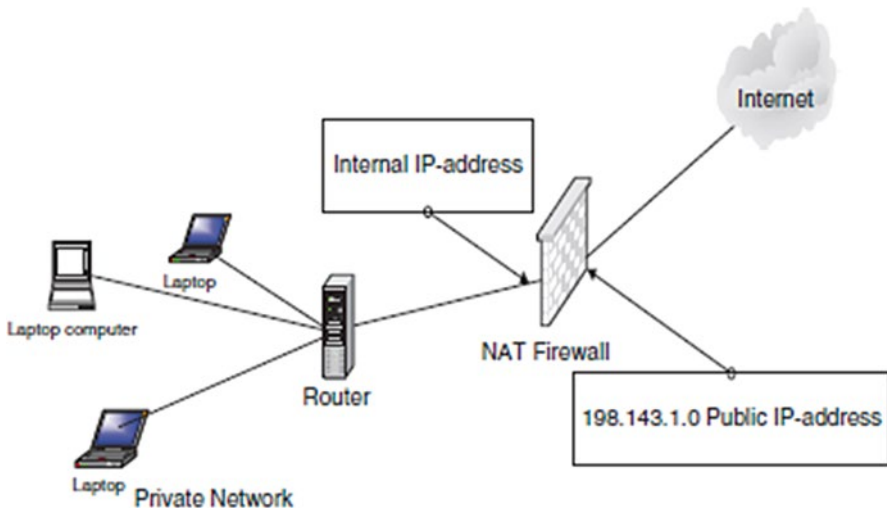 Internet
Internal IP-address
Laptop
Laptop computer
NAT Firewall
Router
198.143.1.0 Public IP-address
Laptop
Private Network